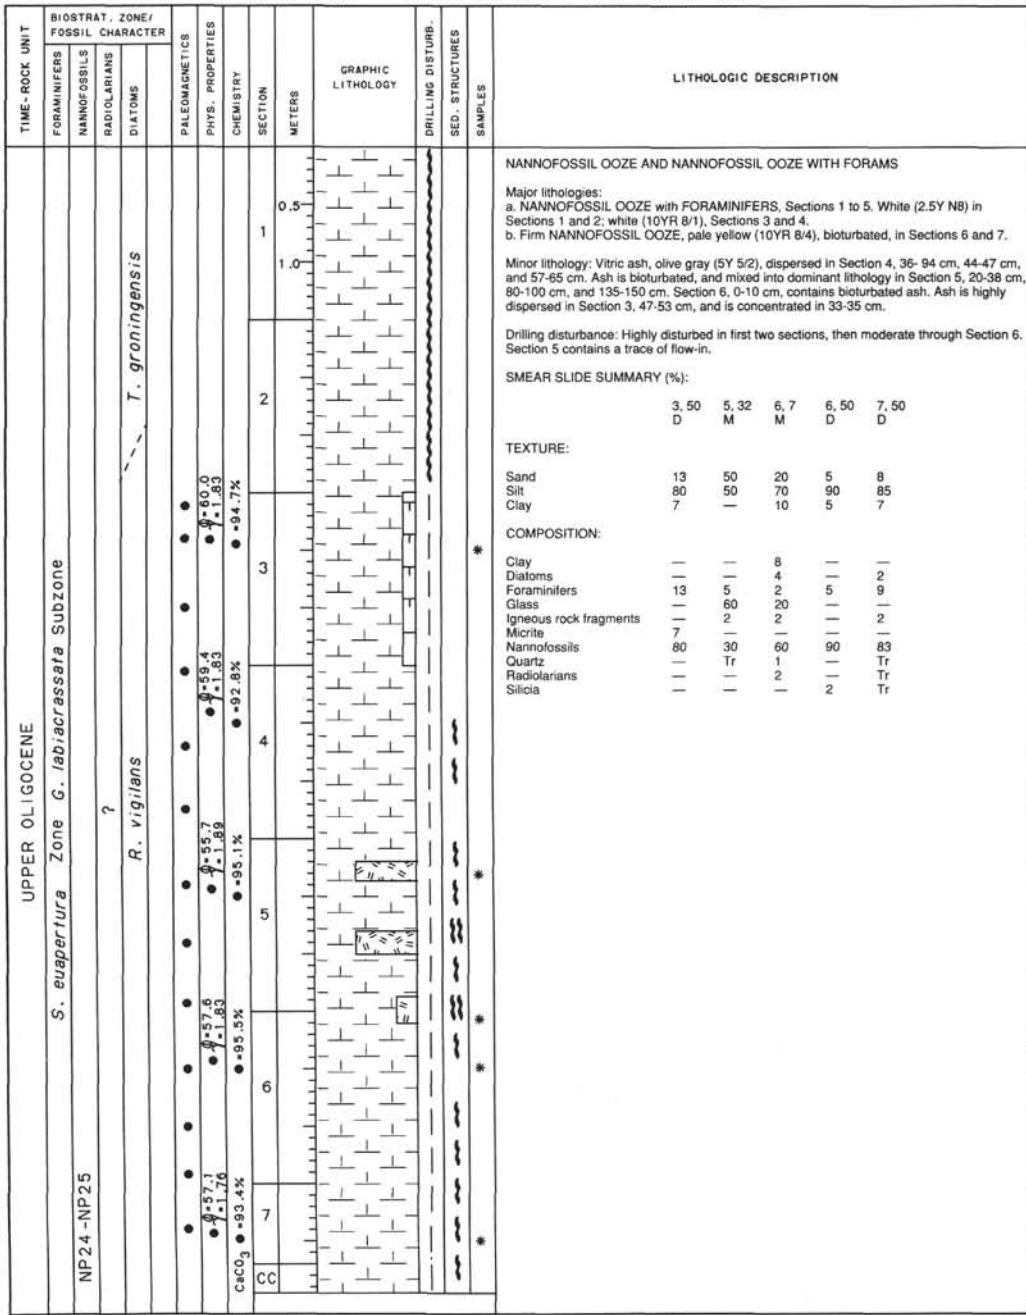 TIME-ROCK UNIT
BIOSTRAT. ZONE/
FOSSIL CHARACTER
FORAMINIFERS
NANNOFOSSILS
RADIOLARIANS
DIATOMS
PALEOMAGNETICS
PHYS. PROPERTIES
CHEMISTRY
SECTION
METERS
GRAPHIC
LITHOLOGY
DRILLING DISTURB.
SED. STRUCTURES
SAMPLES
LITHOLOGIC DESCRIPTION
UPPER OLIGOCENE
S. euapertura Zone G. labiacrassata Subzone
NP24-NP25
?
R. vigilans
T. groningensis
=60.0
=1.83
=59.4
=1.83
=55.7
=1.89
=57.6
=1.83
=57.1
=1.76
=94.7%
=92.8%
=95.1%
=95.5%
=93.4%
CaCO3
1
2
3
4
5
6
7
CC
0.5
1.0
*
*
*
*
*
NANNOFOSSIL OOZE AND NANNOFOSSIL OOZE WITH FORAMS
Major lithologies:
a. NANNOFOSSIL OOZE with FORAMINIFERS, Sections 1 to 5. White (2.5Y N8) in
Sections 1 and 2; white (10YR 8/1), Sections 3 and 4.
b. Firm NANNOFOSSIL OOZE, pale yellow (10YR 8/4), bioturbated, in Sections 6 and 7.
Minor lithology: Vitric ash, olive gray (5Y 5/2), dispersed in Section 4, 36- 94 cm, 44-47 cm,
and 57-65 cm. Ash is bioturbated, and mixed into dominant lithology in Section 5, 20-38 cm,
80-100 cm, and 135-150 cm. Section 6, 0-10 cm, contains bioturbated ash. Ash is highly
dispersed in Section 3, 47-53 cm, and is concentrated in 33-35 cm.
Drilling disturbance: Highly disturbed in first two sections, then moderate through Section 6.
Section 5 contains a trace of flow-in.
SMEAR SLIDE SUMMARY (%):
3, 50 5, 32 6, 7 6, 50 7, 50
D M M D D
TEXTURE:
Sand 13 50 20 5 8
Silt 80 50 70 90 85
Clay 7 — 10 5 7
COMPOSITION:
Clay — — 8 — —
Diatoms — — 4 — 2
Foraminifers 13 5 2 5 9
Glass — 60 20 — —
Igneous rock fragments — 2 2 — 2
Micrite 7 — — — —
Nannofossils 80 30 60 90 83
Quartz — Tr 1 — Tr
Radiolarians — — 2 — Tr
Silicia — — — 2 Tr